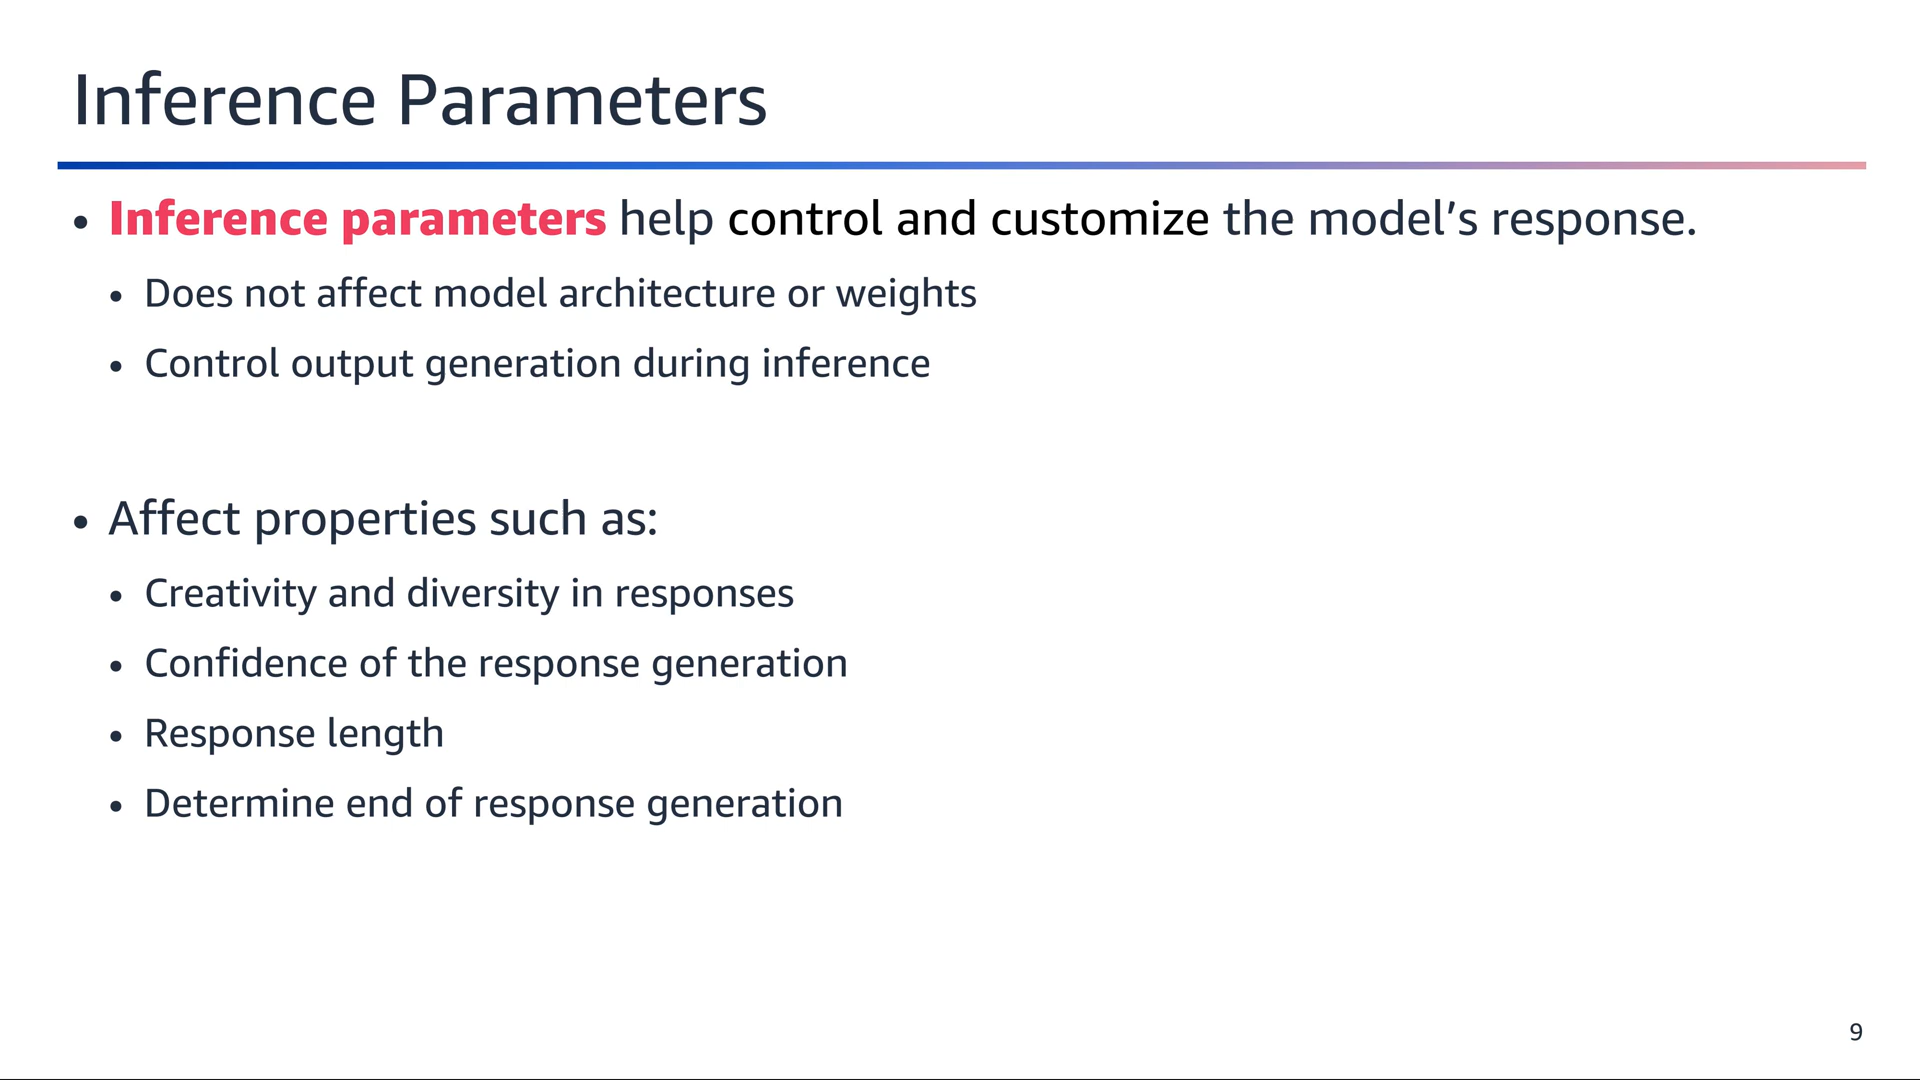 Inference Parameters
• Inference parameters help control and customize the model’s response.
• Does not affect model architecture or weights
• Control output generation during inference
• Affect properties such as:
• Creativity and diversity in responses
• Confidence of the response generation
• Response length
• Determine end of response generation
9